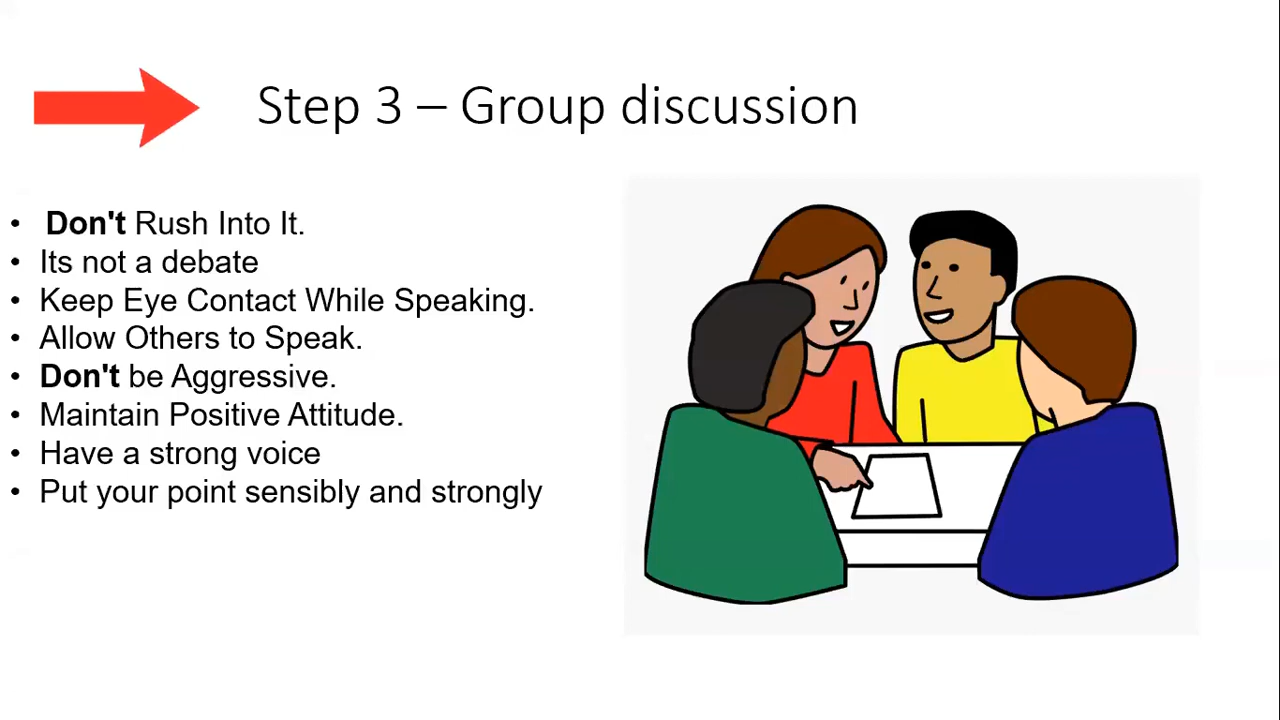 Step 3 – Group discussion
• Don't Rush Into It.
• Its not a debate
• Keep Eye Contact While Speaking.
• Allow Others to Speak.
• Don't be Aggressive.
• Maintain Positive Attitude.
• Have a strong voice
• Put your point sensibly and strongly